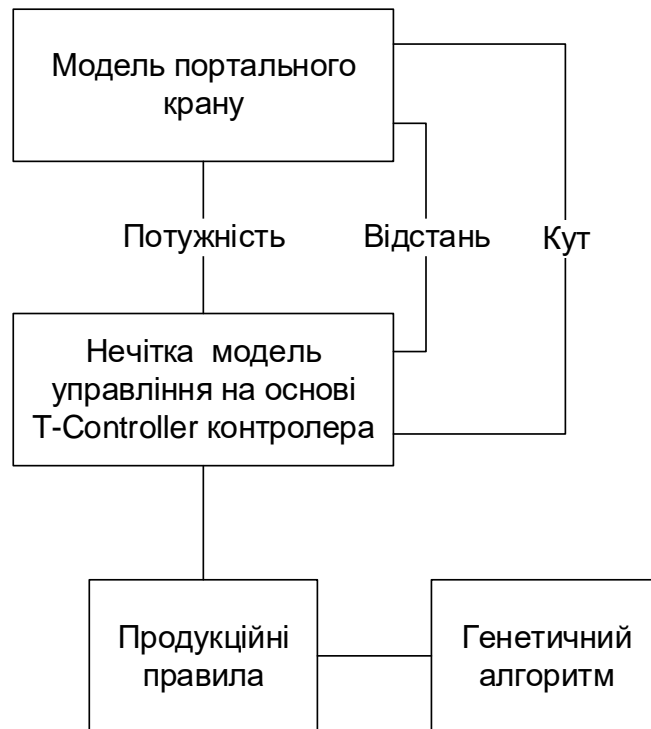 Модель портального
крану
Потужність
Відстань
Кут
Нечітка модель
управління на основі
T-Controller контролера
Продукційні
правила
Генетичний
алгоритм